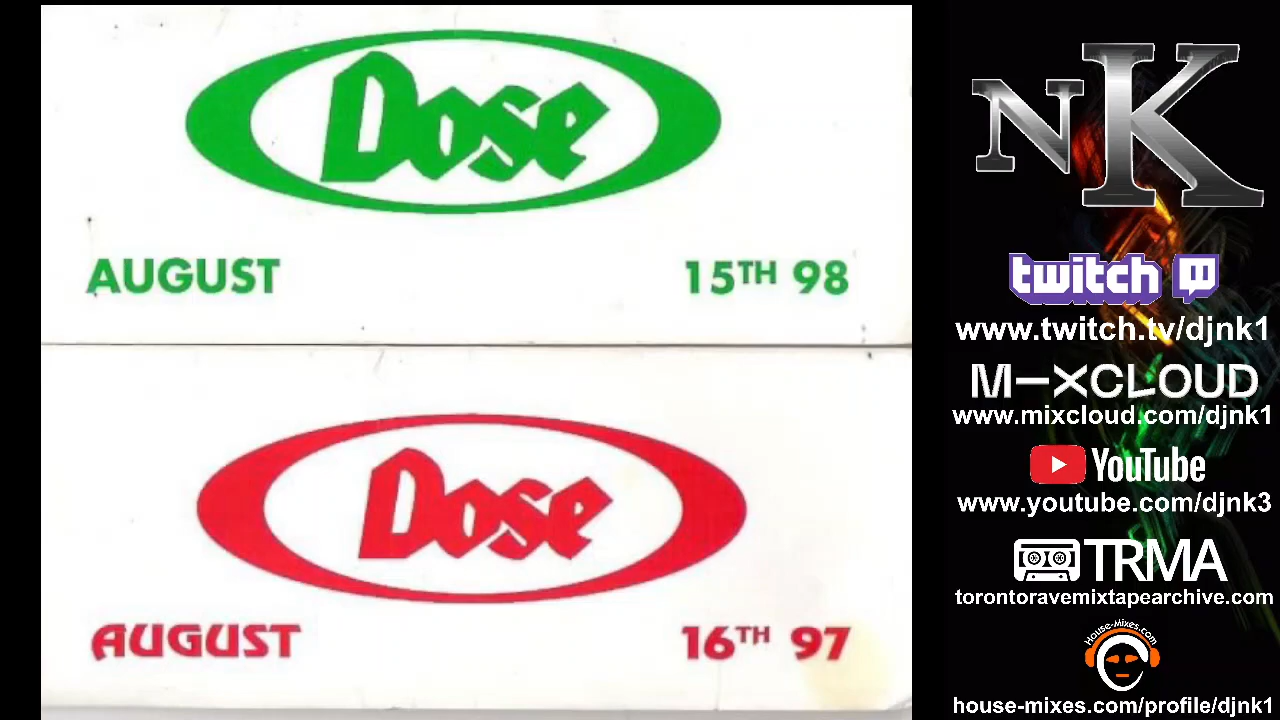 Dose
AUGUST 15TH 98
Dose
AUGUST 16TH 97
NK
twitch
www.twitch.tv/djnk1
M-XCLOUD
www.mixcloud.com/djnk1
YouTube
www.youtube.com/djnk3
TRMA
torontoravemixtapearchive.com
House-Mixes.com
house-mixes.com/profile/djnk1